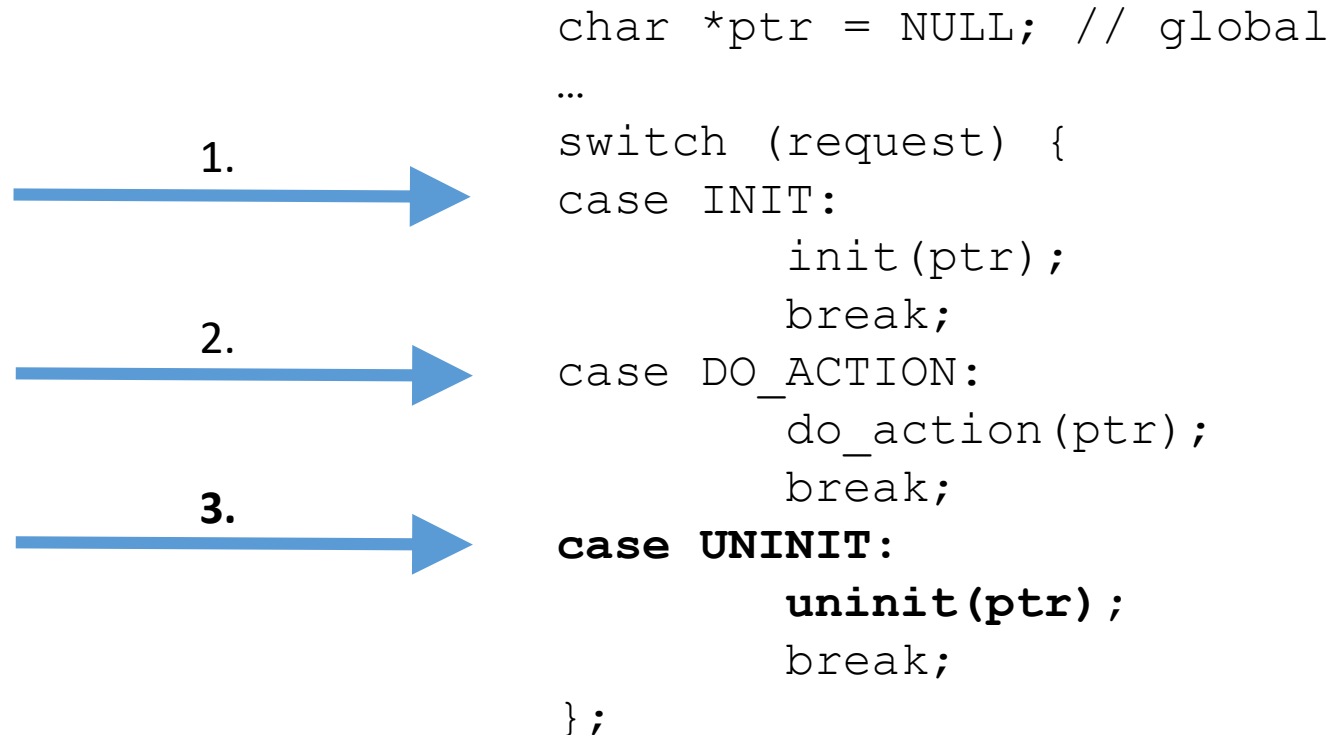 char *ptr = NULL; // global
…
switch (request) {
1.
case INIT:
init(ptr);
break;
2.
case DO_ACTION:
do_action(ptr);
break;
3.
case UNINIT:
uninit(ptr);
break;
};